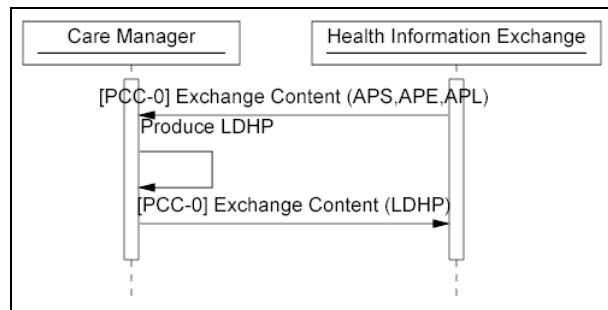 Care Manager
Health Information Exchange
[PCC-0] Exchange Content (APS,APE,APL)
Produce LDHP
[PCC-0] Exchange Content (LDHP)